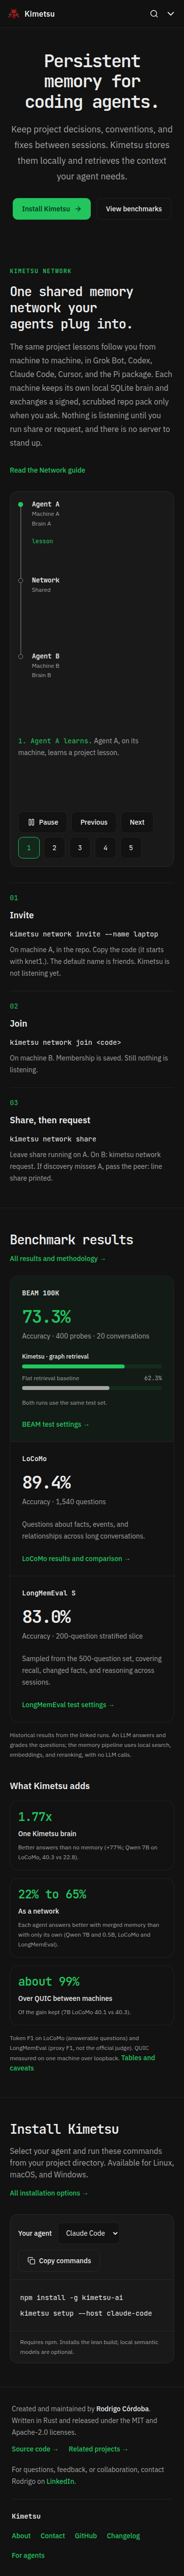 Kimetsu
Persistent
memory for
coding agents.
Keep project decisions, conventions, and
fixes between sessions. Kimetsu stores
them locally and retrieves the context
your agent needs.
Install Kimetsu →
View benchmarks
KIMETSU NETWORK
One shared memory
network your
agents plug into.
The same project lessons follow you from
machine to machine, in Grok Bot, Codex,
Claude Code, Cursor, and the Pi package. Each
machine keeps its own local SQLite brain and
exchanges a signed, scrubbed repo pack only
when you ask. Nothing is listening until you
run share or request, and there is no server to
stand up.
Read the Network guide
Agent A
Machine A
Brain A
lesson
Network
Shared
Agent B
Machine B
Brain B
1. Agent A learns. Agent A, on its
machine, learns a project lesson.
Pause
Previous
Next
1
2
3
4
5
01
Invite
kimetsu network invite --name laptop
On machine A, in the repo. Copy the code (it starts
with knet1.). The default name is friends. Kimetsu is
not listening yet.
02
Join
kimetsu network join <code>
On machine B. Membership is saved. Still nothing is
listening.
03
Share, then request
kimetsu network share
Leave share running on A. On B: kimetsu network
request. If discovery misses A, pass the peer: line
share printed.
Benchmark results
All results and methodology →
BEAM 100K
73.3%
Accuracy · 400 probes · 20 conversations
Kimetsu · graph retrieval
Flat retrieval baseline 62.3%
Both runs use the same test set.
BEAM test settings →
LoCoMo
89.4%
Accuracy · 1,540 questions
Questions about facts, events, and
relationships across long conversations.
LoCoMo results and comparison →
LongMemEval S
83.0%
Accuracy · 200-question stratified slice
Sampled from the 500-question set, covering
recall, changed facts, and reasoning across
sessions.
LongMemEval test settings →
Historical results from the linked runs. An LLM answers and
grades the questions; the memory pipeline uses local search,
embeddings, and reranking, with no LLM calls.
What Kimetsu adds
1.77x
One Kimetsu brain
Better answers than no memory (+77%; Qwen 7B on
LoCoMo, 40.3 vs 22.8).
22% to 65%
As a network
Each agent answers better with merged memory than
with only its own (Qwen 7B and 0.5B, LoCoMo and
LongMemEval).
about 99%
Over QUIC between machines
Of the gain kept (7B LoCoMo 40.1 vs 40.3).
Token F1 on LoCoMo (answerable questions) and
LongMemEval (proxy F1, not the official judge). QUIC
measured on one machine over loopback. Tables and
caveats
Install Kimetsu
Select your agent and run these commands
from your project directory. Available for Linux,
macOS, and Windows.
All installation options →
Your agent
Claude Code
Copy commands
npm install -g kimetsu-ai
kimetsu setup --host claude-code
Requires npm. Installs the lean build; local semantic
models are optional.
Created and maintained by Rodrigo Córdoba.
Written in Rust and released under the MIT and
Apache-2.0 licenses.
Source code → Related projects →
For questions, feedback, or collaboration, contact
Rodrigo on LinkedIn.
Kimetsu
About Contact GitHub Changelog
For agents